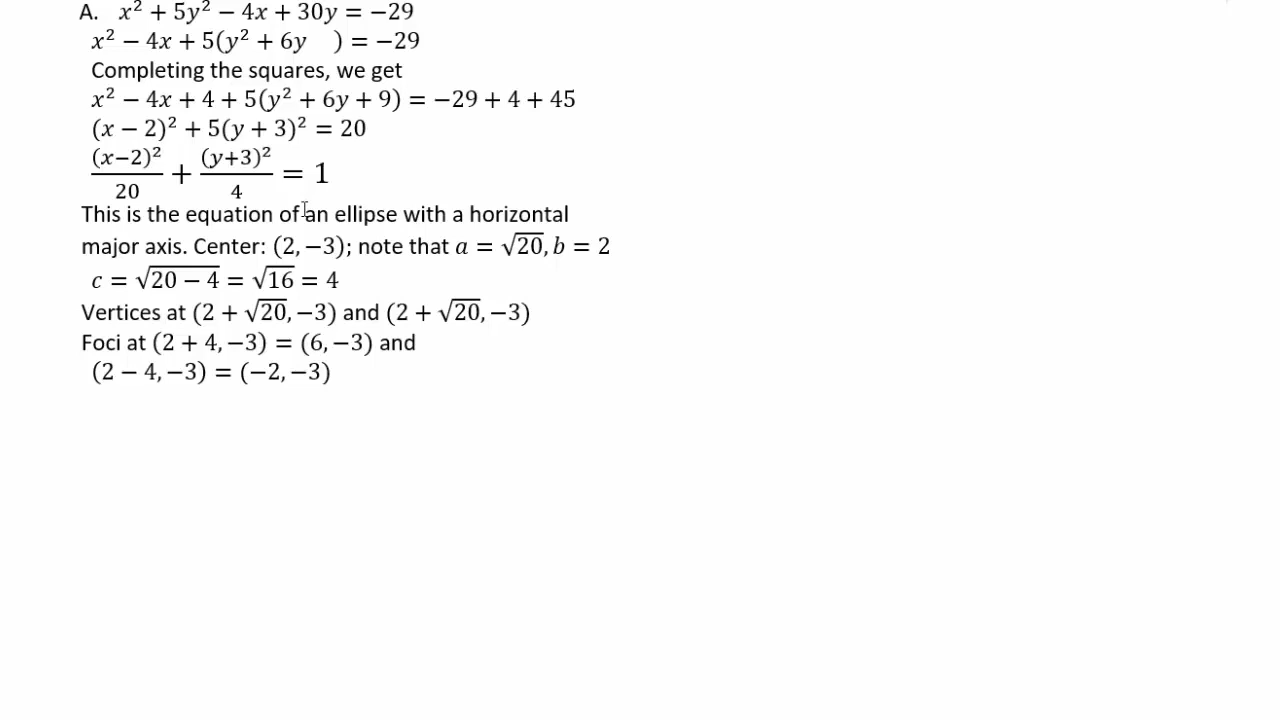 A. x² + 5y² − 4x + 30y = −29
x² − 4x + 5(y² + 6y   ) = −29
Completing the squares, we get
x² − 4x + 4 + 5(y² + 6y + 9) = −29 + 4 + 45
(x − 2)² + 5(y + 3)² = 20
(x−2)²/20 + (y+3)²/4 = 1
This is the equation of an ellipse with a horizontal
major axis. Center: (2, −3); note that a = √20, b = 2
c = √(20 − 4) = √16 = 4
Vertices at (2 + √20, −3) and (2 + √20, −3)
Foci at (2 + 4, −3) = (6, −3) and
(2 − 4, −3) = (−2, −3)